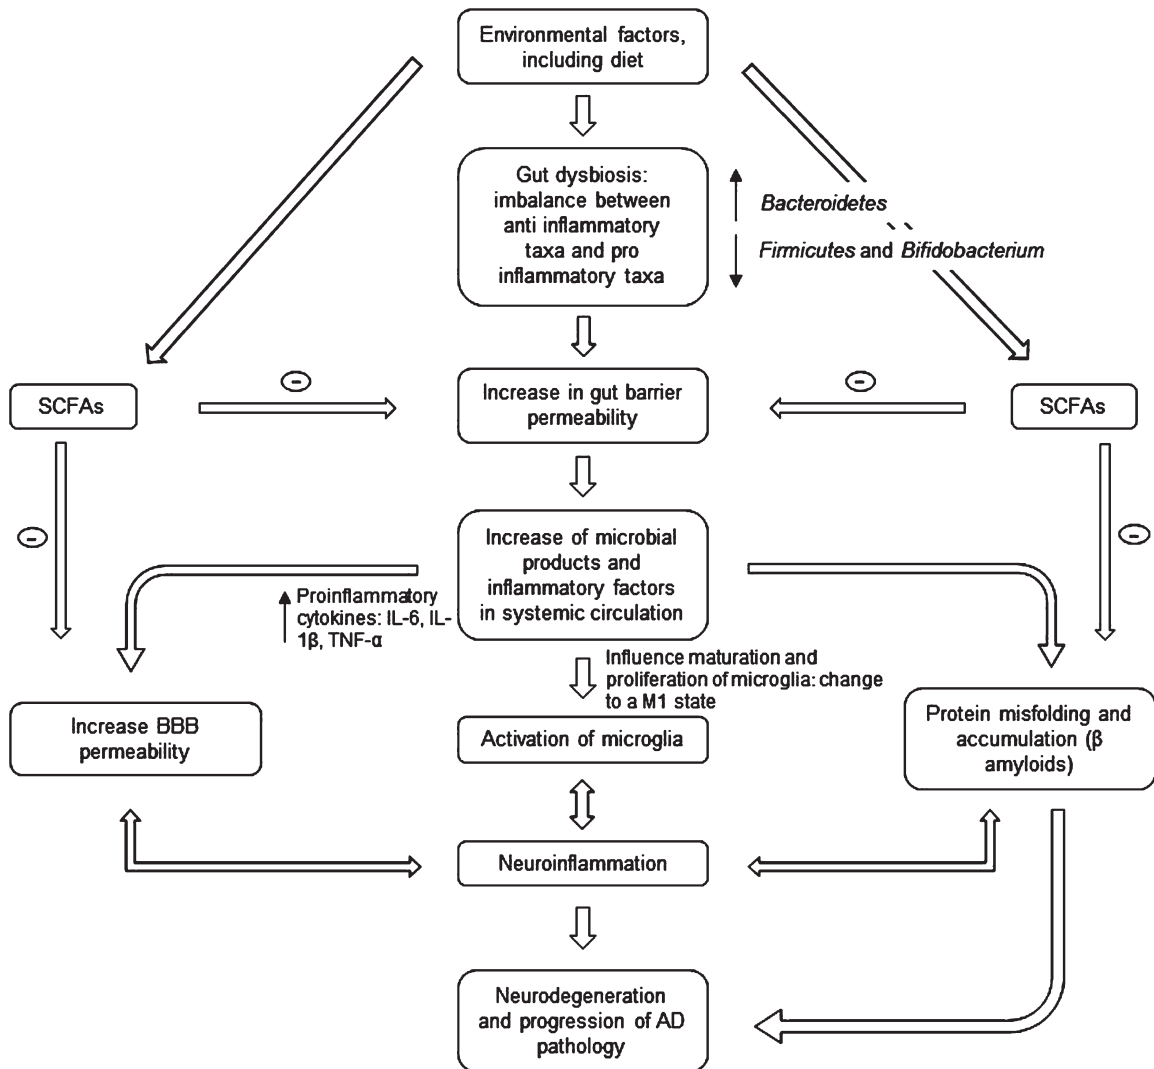 Environmental factors,
including diet
Gut dysbiosis:
imbalance between
anti inflammatory
taxa and pro
inflammatory taxa
Bacteroidetes
Firmicutes and Bifidobacterium
SCFAs
-
Increase in gut barrier
permeability
-
SCFAs
-
Increase of microbial
products and
inflammatory factors
in systemic circulation
-
Proinflammatory
cytokines: IL-6, IL-
1β, TNF-α
Influence maturation and
proliferation of microglia: change
to a M1 state
Increase BBB
permeability
Activation of microglia
Protein misfolding and
accumulation (β
amyloids)
Neuroinflammation
Neurodegeneration
and progression of AD
pathology